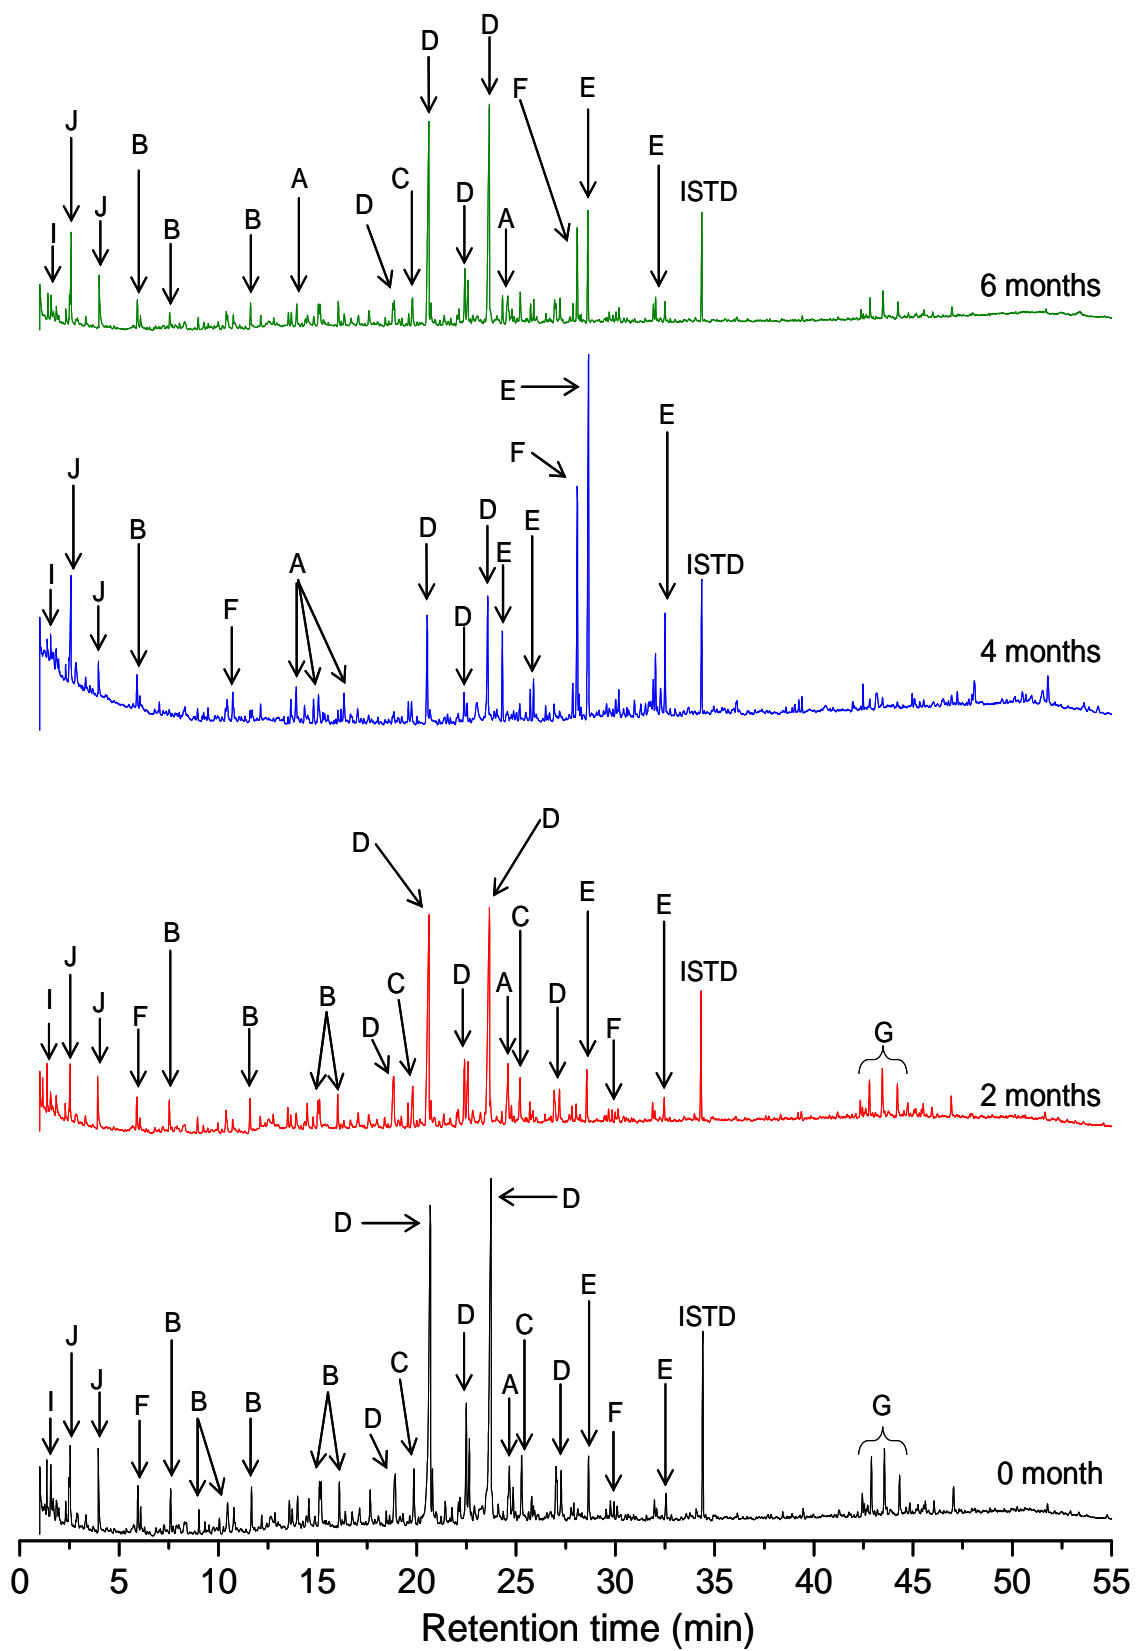 D D
F E
J B E
A C D ISTD
I J B B D A
6 months
E
E
J F
B D E
D E ISTD
I A
J F D
4 months
D D
E E
B C
J ISTD
I J C D A D
F B B D F G
2 months
D D
D E ISTD
B C
J C
I J B D A E
F B B D F G
0 month
0 5 10 15 20 25 30 35 40 45 50 55
Retention time (min)